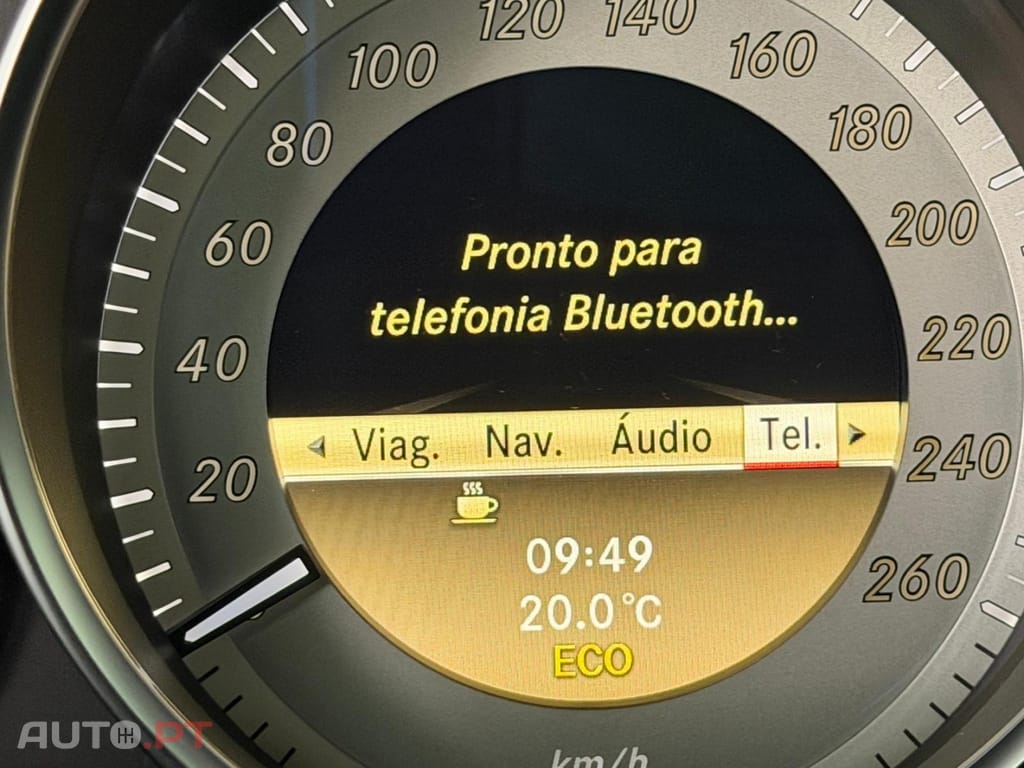 20
40
60
80
100
120
140
160
180
200
220
240
260
Pronto para
telefonia Bluetooth...
Viag. Nav. Áudio Tel.
09:49
20.0°C
ECO
km/h
AUTO.PT